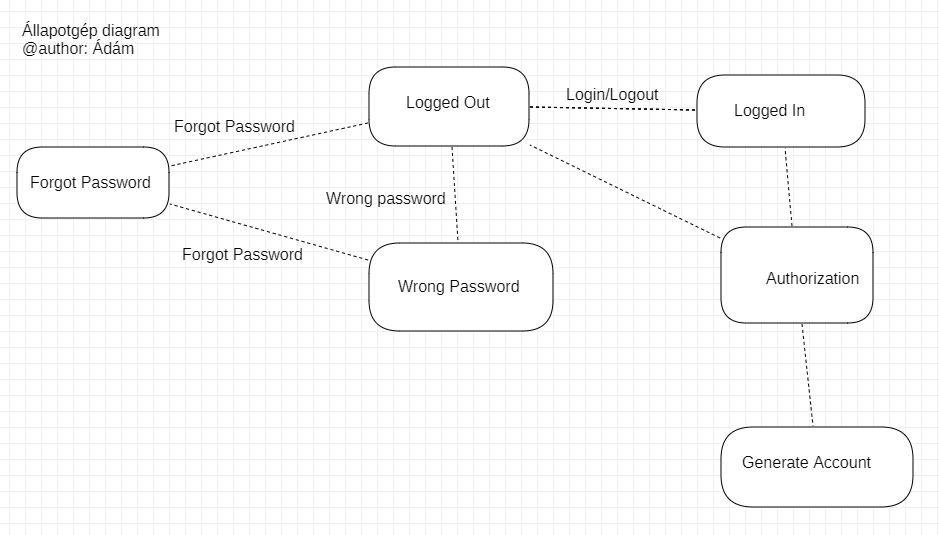 Állapotgép diagram
@author: Ádám
Logged Out
Login/Logout
Logged In
Forgot Password
Forgot Password
Wrong password
Forgot Password
Wrong Password
Authorization
Generate Account